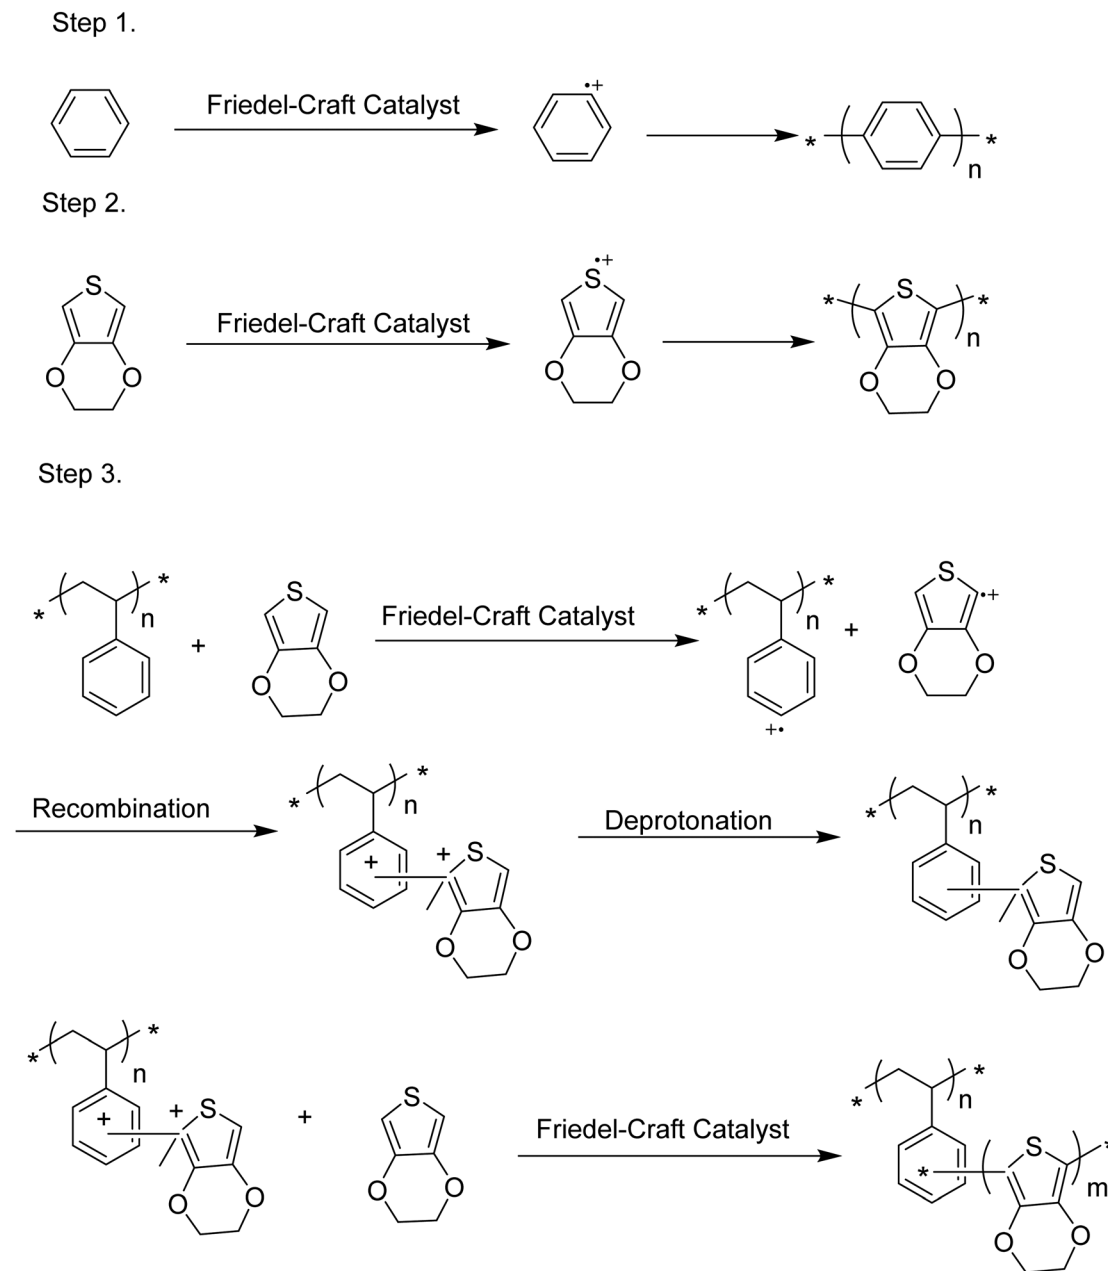 Step 1.
Friedel-Craft Catalyst
•+
* ( ) *
n
Step 2.
S
O O
Friedel-Craft Catalyst
•+
S
O O
* ( S ) *
n
O O
Step 3.
* ( ) *
n
+
S
O O
Friedel-Craft Catalyst
* ( ) *
n
+•
+
S
•+
O O
Recombination
* ( ) *
n
+
+ S
O O
Deprotonation
* ( ) *
n
S
O O
* ( ) *
n
+
+ S
O O
+
S
O O
Friedel-Craft Catalyst
* ( ) *
n
* ( S ) *
m
O O